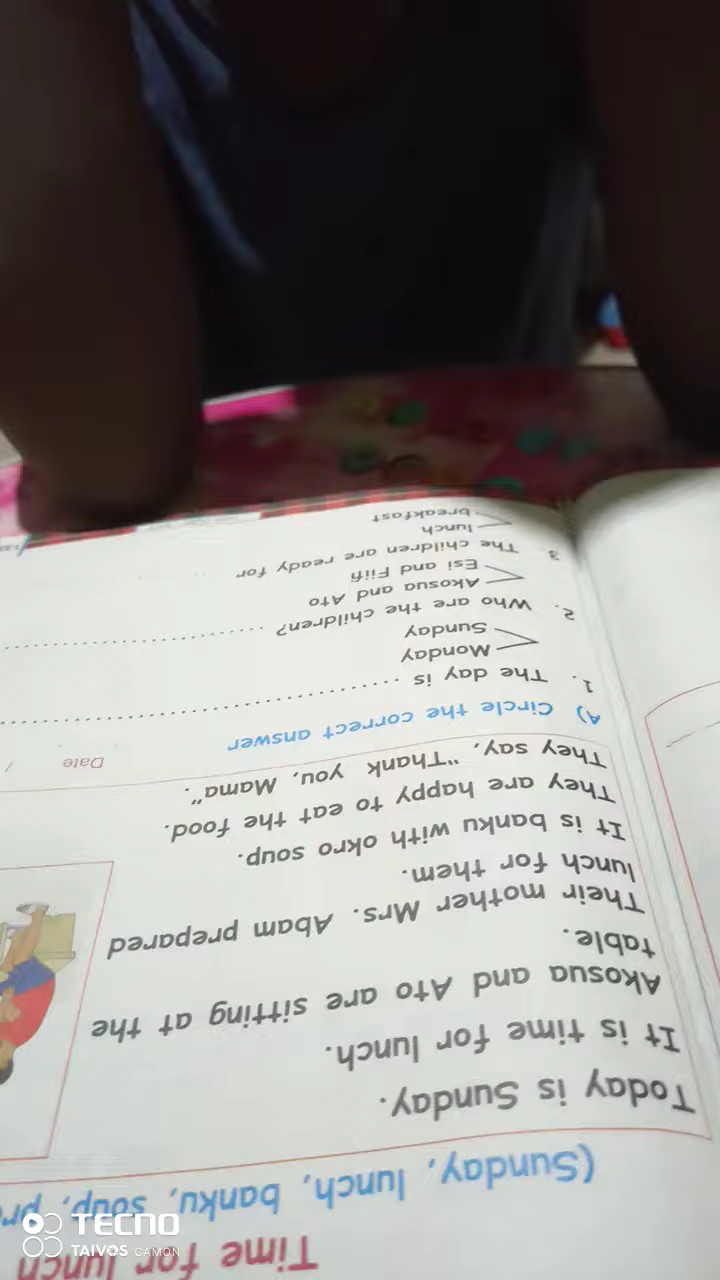 Time for lunch
(Sunday, lunch, banku, soup, pr
Today is Sunday.
It is time for lunch.
Akosua and Ato are sitting at the
table.
Their mother Mrs. Abam prepared
lunch for them.
It is banku with okro soup.
They are happy to eat the food.
They say, "Thank you, Mama".
Date /
A) Circle the correct answer
1. The day is ....................
Monday
Sunday
2. Who are the children? ....................
Akosua and Ato
Esi and Fiifi
3. The children are ready for
lunch
breakfast
TECNO
TAIVOS CAMON